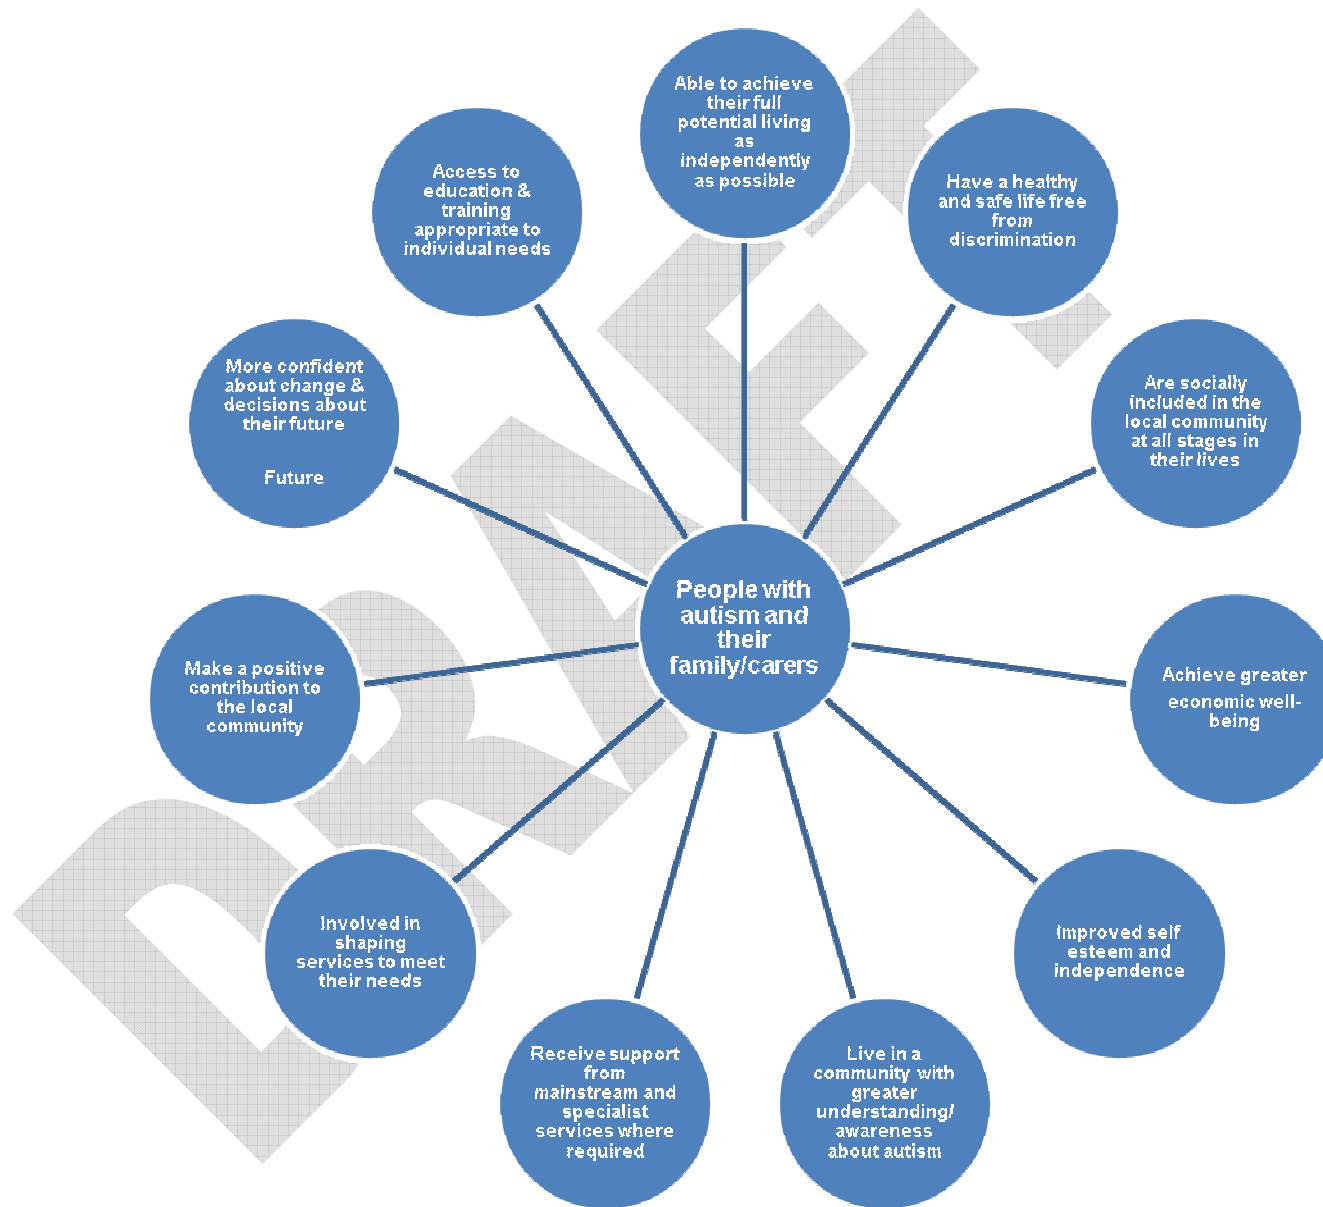 Able to achieve
their full
potential living
as
independently
as possible
Have a healthy
and safe life free
from
discrimination
Are socially
included in the
local community
at all stages in
their lives
Achieve greater
economic well-
being
Improved self
esteem and
independence
Live in a
community with
greater
understanding/
awareness
about autism
Receive support
from
mainstream and
specialist
services where
required
Involved in
shaping
services to meet
their needs
Make a positive
contribution to
the local
community
More confident
about change &
decisions about
their future
Future
Access to
education &
training
appropriate to
individual needs
People with
autism and
their
family/carers
DRAFT